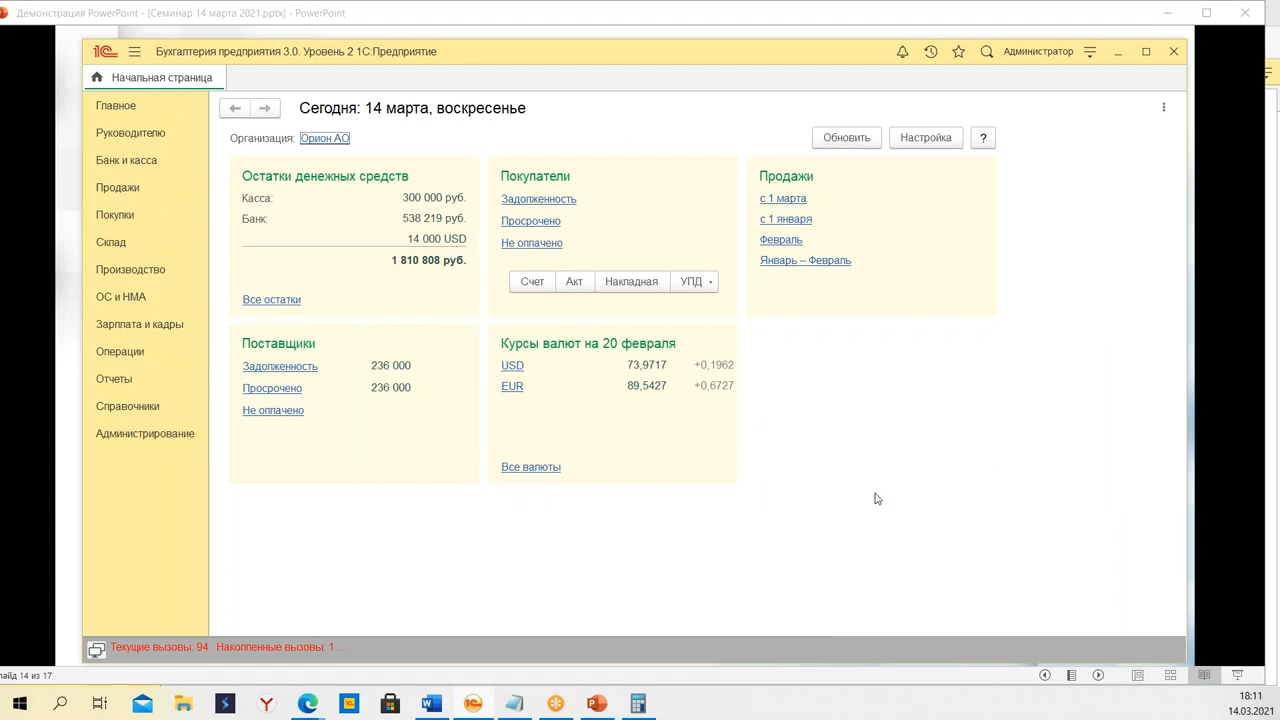 Демонстрация PowerPoint - [Семинар 14 марта 2021.pptx] - PowerPoint
1С Бухгалтерия предприятия 3.0. Уровень 2 1С:Предприятие
Администратор
Начальная страница
Главное
Руководителю
Банк и касса
Продажи
Покупки
Склад
Производство
ОС и НМА
Зарплата и кадры
Операции
Отчеты
Справочники
Администрирование
Сегодня: 14 марта, воскресенье
Организация: Орион АО
Обновить Настройка ?
Остатки денежных средств
Касса: 300 000 руб.
Банк: 538 219 руб.
14 000 USD
1 810 808 руб.
Все остатки
Покупатели
Задолженность
Просрочено
Не оплачено
Счет Акт Накладная УПД
Продажи
с 1 марта
с 1 января
Февраль
Январь – Февраль
Поставщики
Задолженность 236 000
Просрочено 236 000
Не оплачено
Курсы валют на 20 февраля
USD 73,9717 +0,1962
EUR 89,5427 +0,6727
Все валюты
Текущие вызовы: 94 Накопленные вызовы: 1 ...
лайд 14 из 17
18:11
14.03.2021